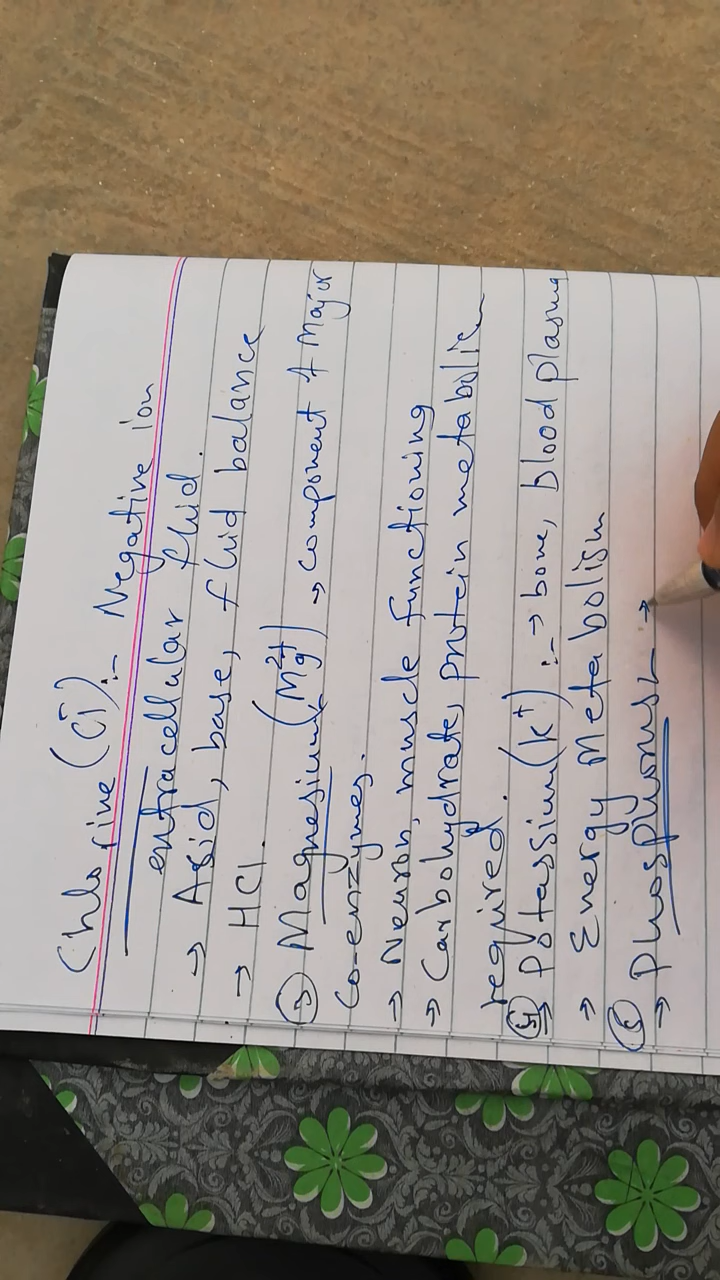 Chlorine (Cl⁻) :- Negative ion
extracellular fluid.
→ Acid, base, fluid balance
→ HCl.
③ Magnesium (Mg²⁺) → component of Major
Co-enzymes.
→ Neuron, muscle functioning
→ Carbohydrate, protein metabolism
required.
④ Potassium (K⁺) :- → bone, blood plasma
→ Energy Metabolism
⑤
→ Phosphorus →